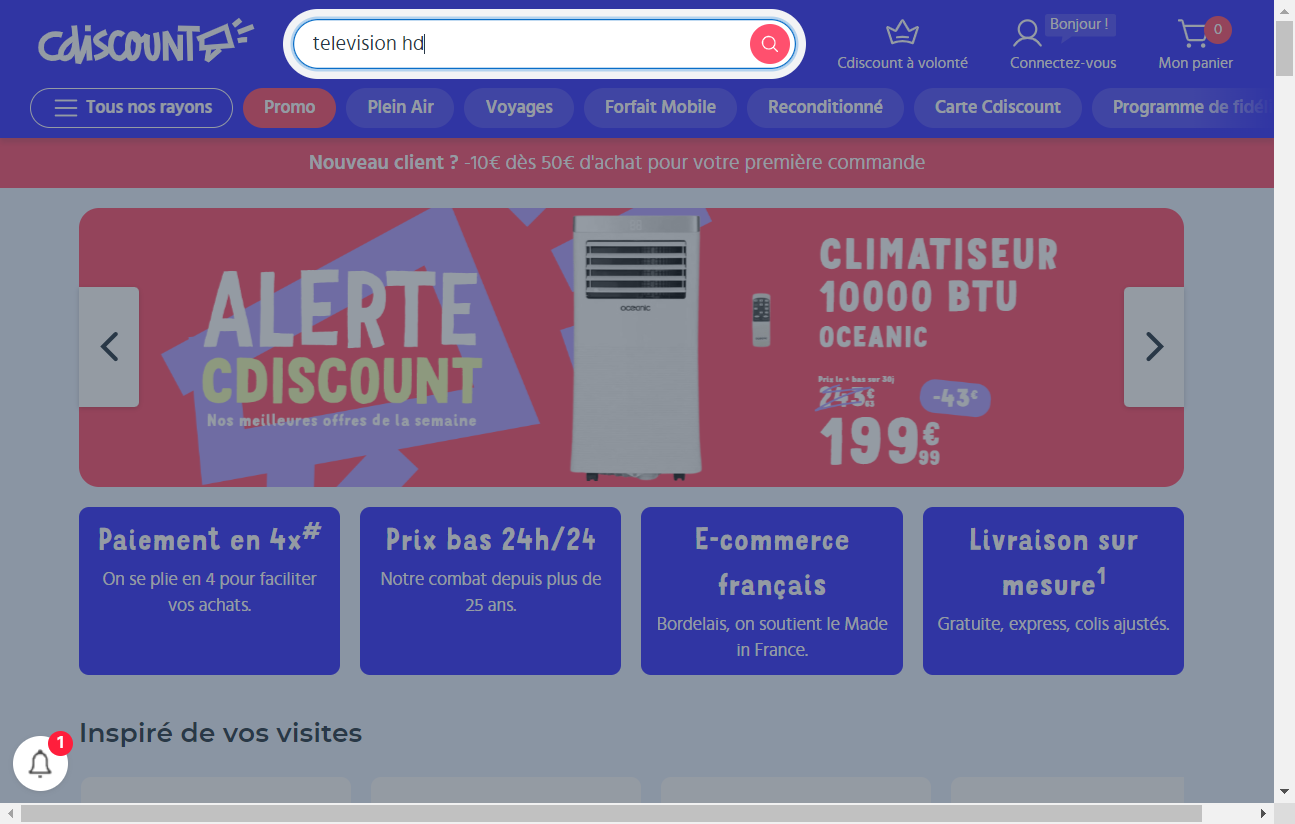 cdiscount
television hd
Cdiscount à volonté
Bonjour !
Connectez-vous
0
Mon panier
Tous nos rayons
Promo
Plein Air
Voyages
Forfait Mobile
Reconditionné
Carte Cdiscount
Programme de fidél
Nouveau client ? -10€ dès 50€ d'achat pour votre première commande
ALERTE
CDISCOUNT
Nos meilleures offres de la semaine
oceanic
CLIMATISEUR
10000 BTU
OCEANIC
Prix le + bas sur 30j
243€63
-43€
199€99
Paiement en 4x#
On se plie en 4 pour faciliter
vos achats.
Prix bas 24h/24
Notre combat depuis plus de
25 ans.
E-commerce
français
Bordelais, on soutient le Made
in France.
Livraison sur
mesure1
Gratuite, express, colis ajustés.
Inspiré de vos visites
1